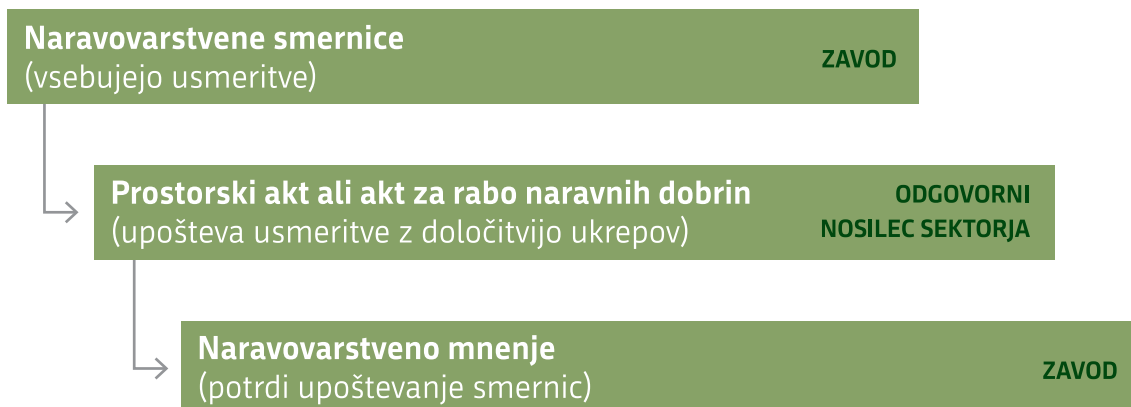 Naravovarstvene smernice
(vsebujejo usmeritve)
ZAVOD
Prostorski akt ali akt za rabo naravnih dobrin
(upošteva usmeritve z določitvijo ukrepov)
ODGOVORNI
NOSILEC SEKTORJA
Naravovarstveno mnenje
(potrdi upoštevanje smernic)
ZAVOD